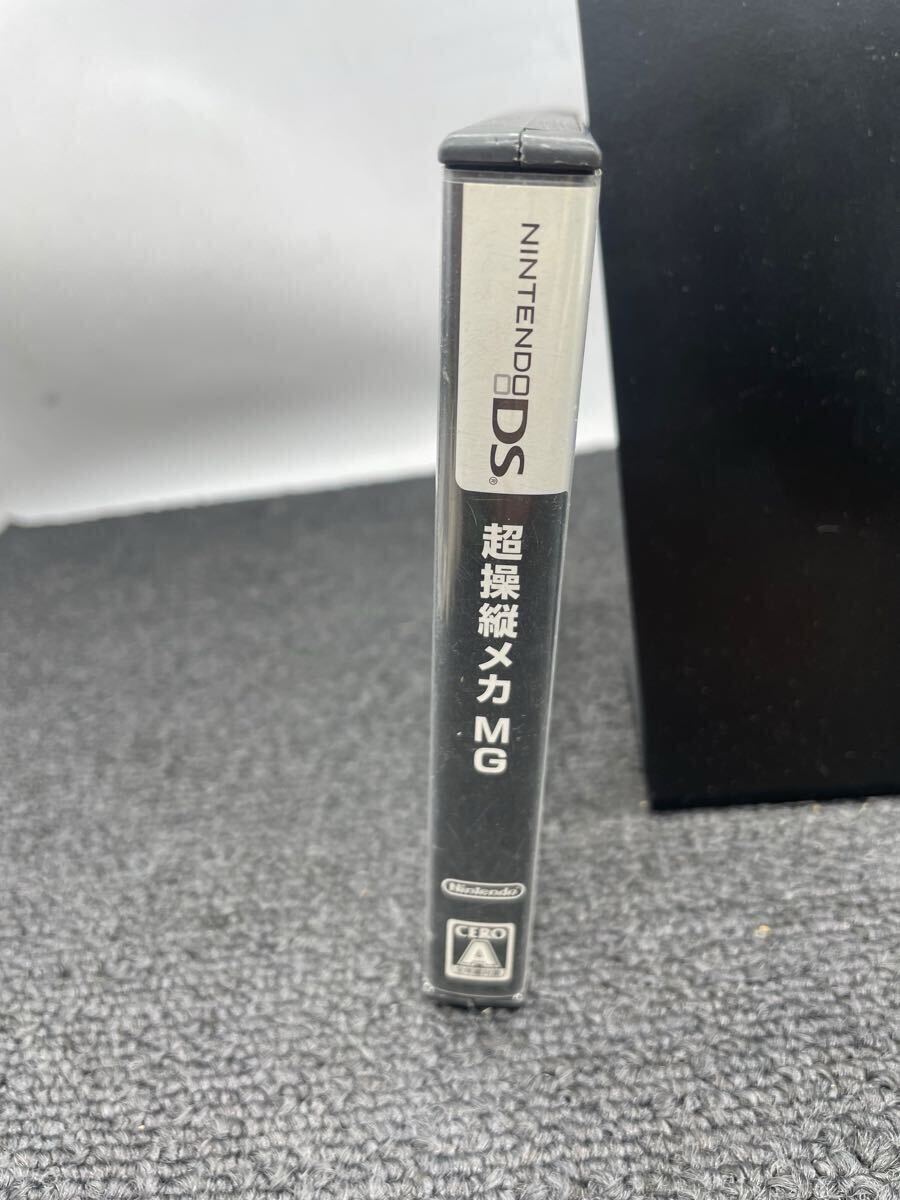 NINTENDO DS®
超操縦メカ MG
Nintendo
CERO
A